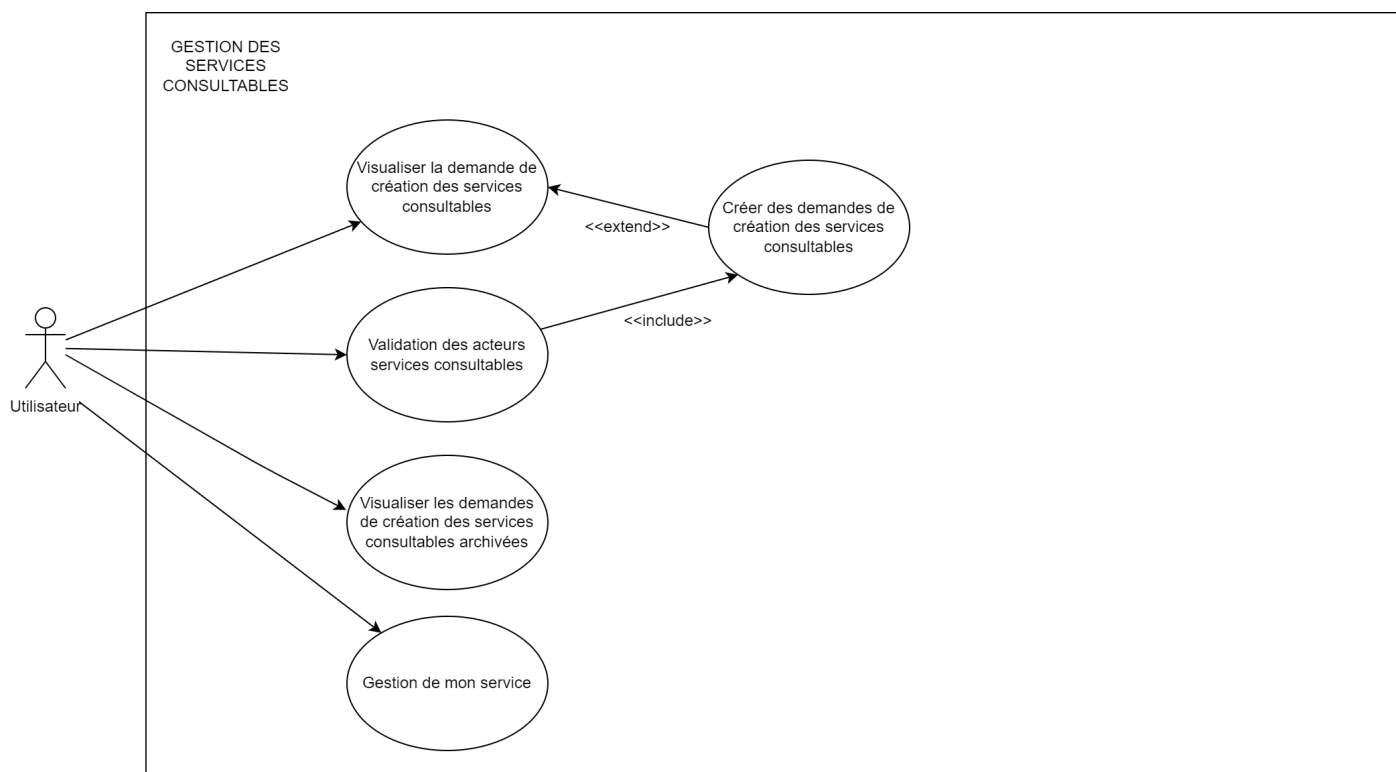 GESTION DES
SERVICES
CONSULTABLES
Visualiser la demande de
création des services
consultables
Créer des demandes de
création des services
consultables
<<extend>>
<<include>>
Validation des acteurs
services consultables
Utilisateur
Visualiser les demandes
de création des services
consultables archivées
Gestion de mon service